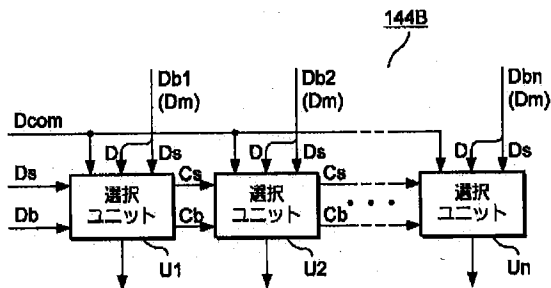 144B
Db1 Db2 Dbn
(Dm) (Dm) (Dm)
Dcom
D Ds D Ds D Ds
Ds Cs Cs
選択 選択 選択
ユニット ユニット ユニット
Db Cb Cb
・・・
U1 U2 Un